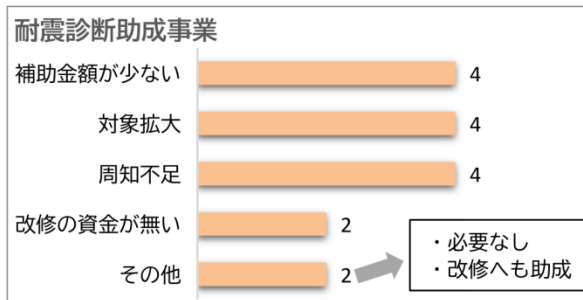 耐震診断助成事業
補助金額が少ない 4
対象拡大 4
周知不足 4
改修の資金が無い 2
その他 2
・必要なし
・改修へも助成